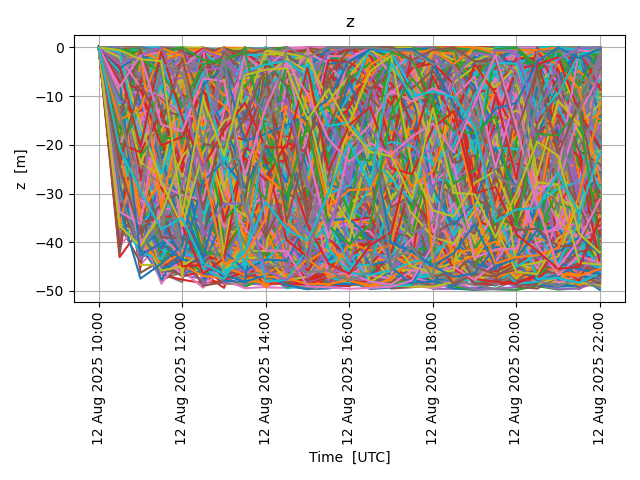 z
0
−10
−20
−30
−40
−50
z [m]
12 Aug 2025 10:00
12 Aug 2025 12:00
12 Aug 2025 14:00
12 Aug 2025 16:00
12 Aug 2025 18:00
12 Aug 2025 20:00
12 Aug 2025 22:00
Time [UTC]